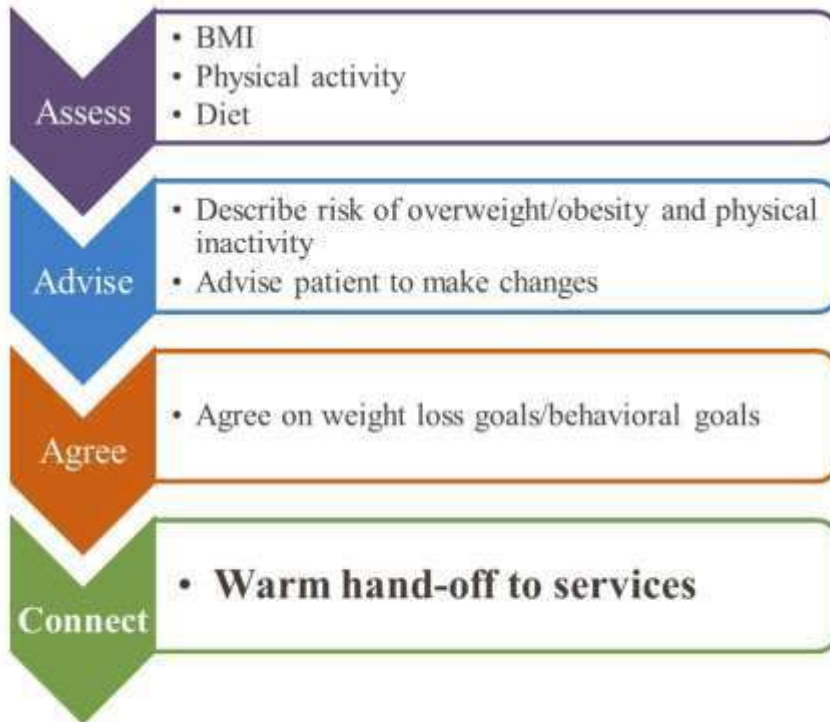 Assess
• BMI
• Physical activity
• Diet
Advise
• Describe risk of overweight/obesity and physical
inactivity
• Advise patient to make changes
Agree
• Agree on weight loss goals/behavioral goals
Connect
• Warm hand-off to services